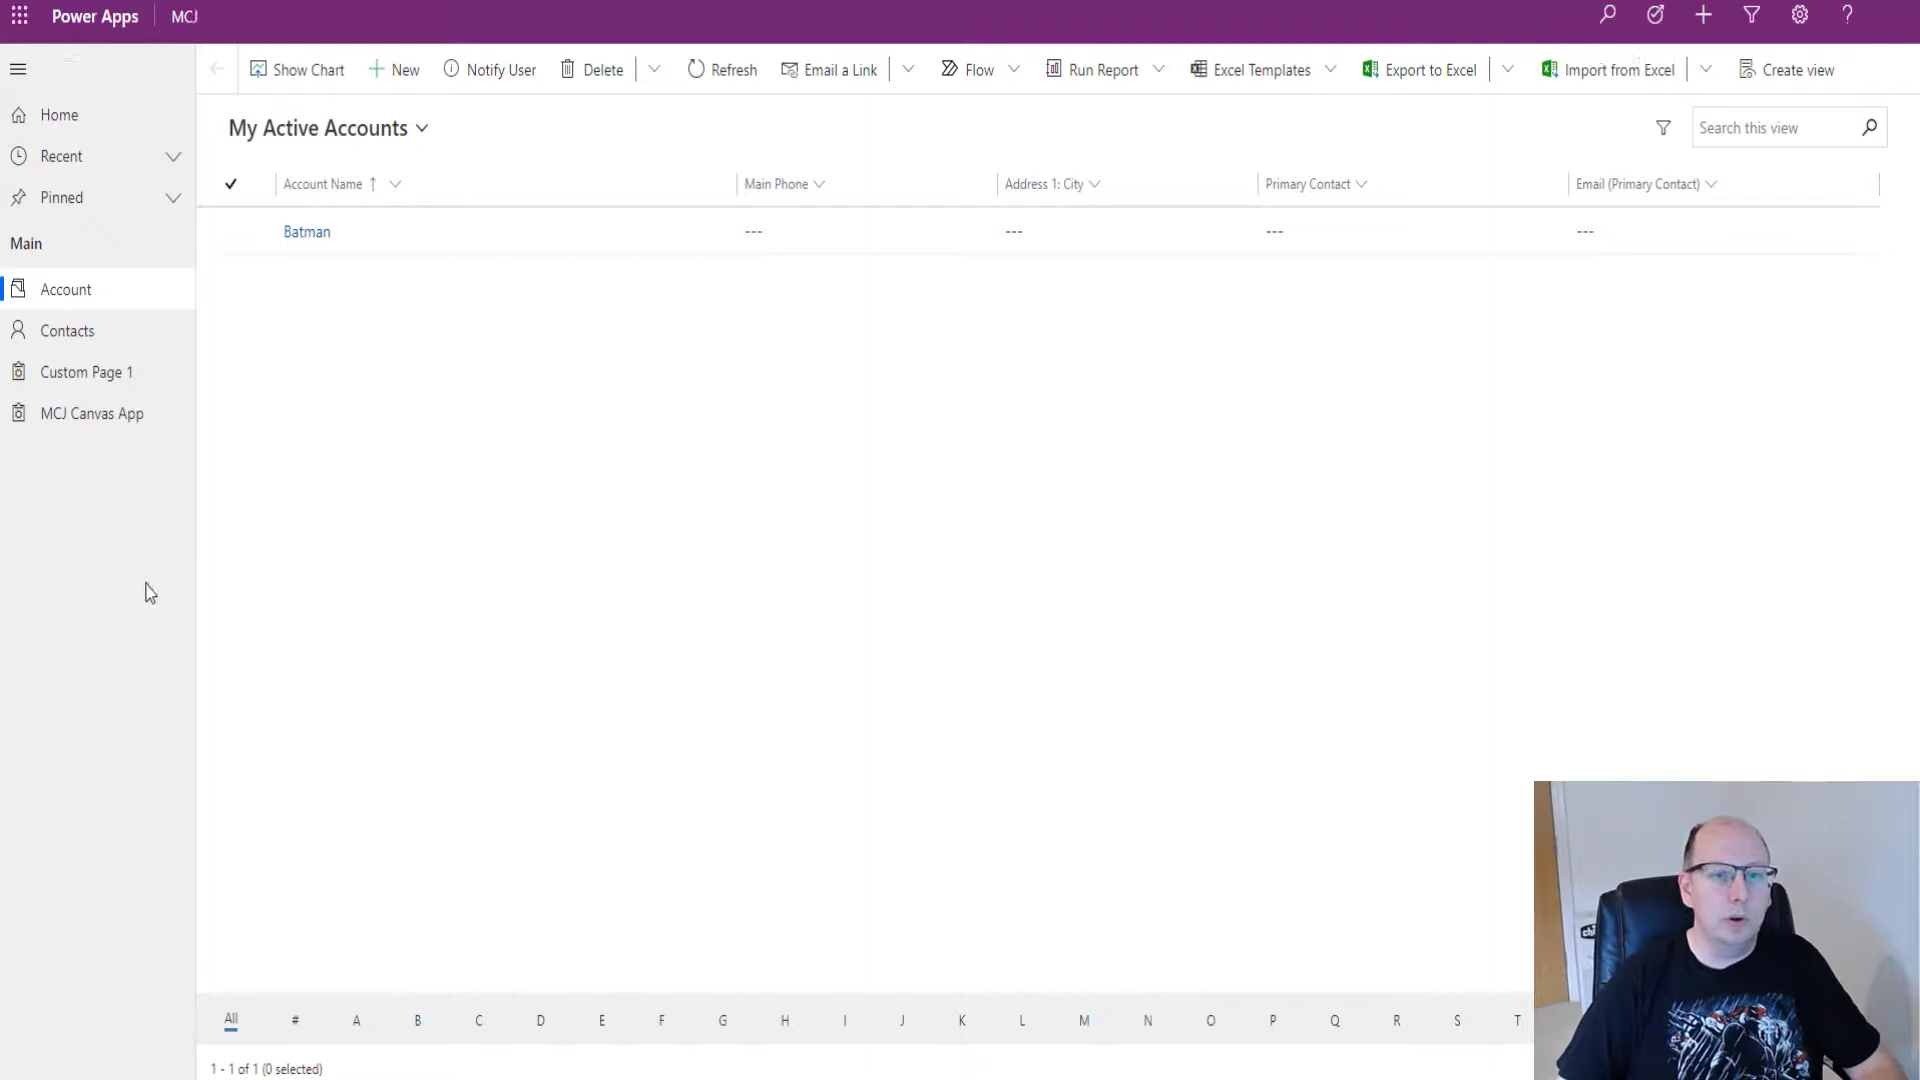 Power Apps MCJ
Show Chart New Notify User Delete Refresh Email a Link Flow Run Report Excel Templates Export to Excel Import from Excel Create view
Home
Recent
Pinned
Main
Account
Contacts
Custom Page 1
MCJ Canvas App
My Active Accounts
Search this view
Account Name ↑ Main Phone Address 1: City Primary Contact Email (Primary Contact)
Batman --- --- --- ---
All # A B C D E F G H I J K L M N O P Q R S T
1 - 1 of 1 (0 selected)